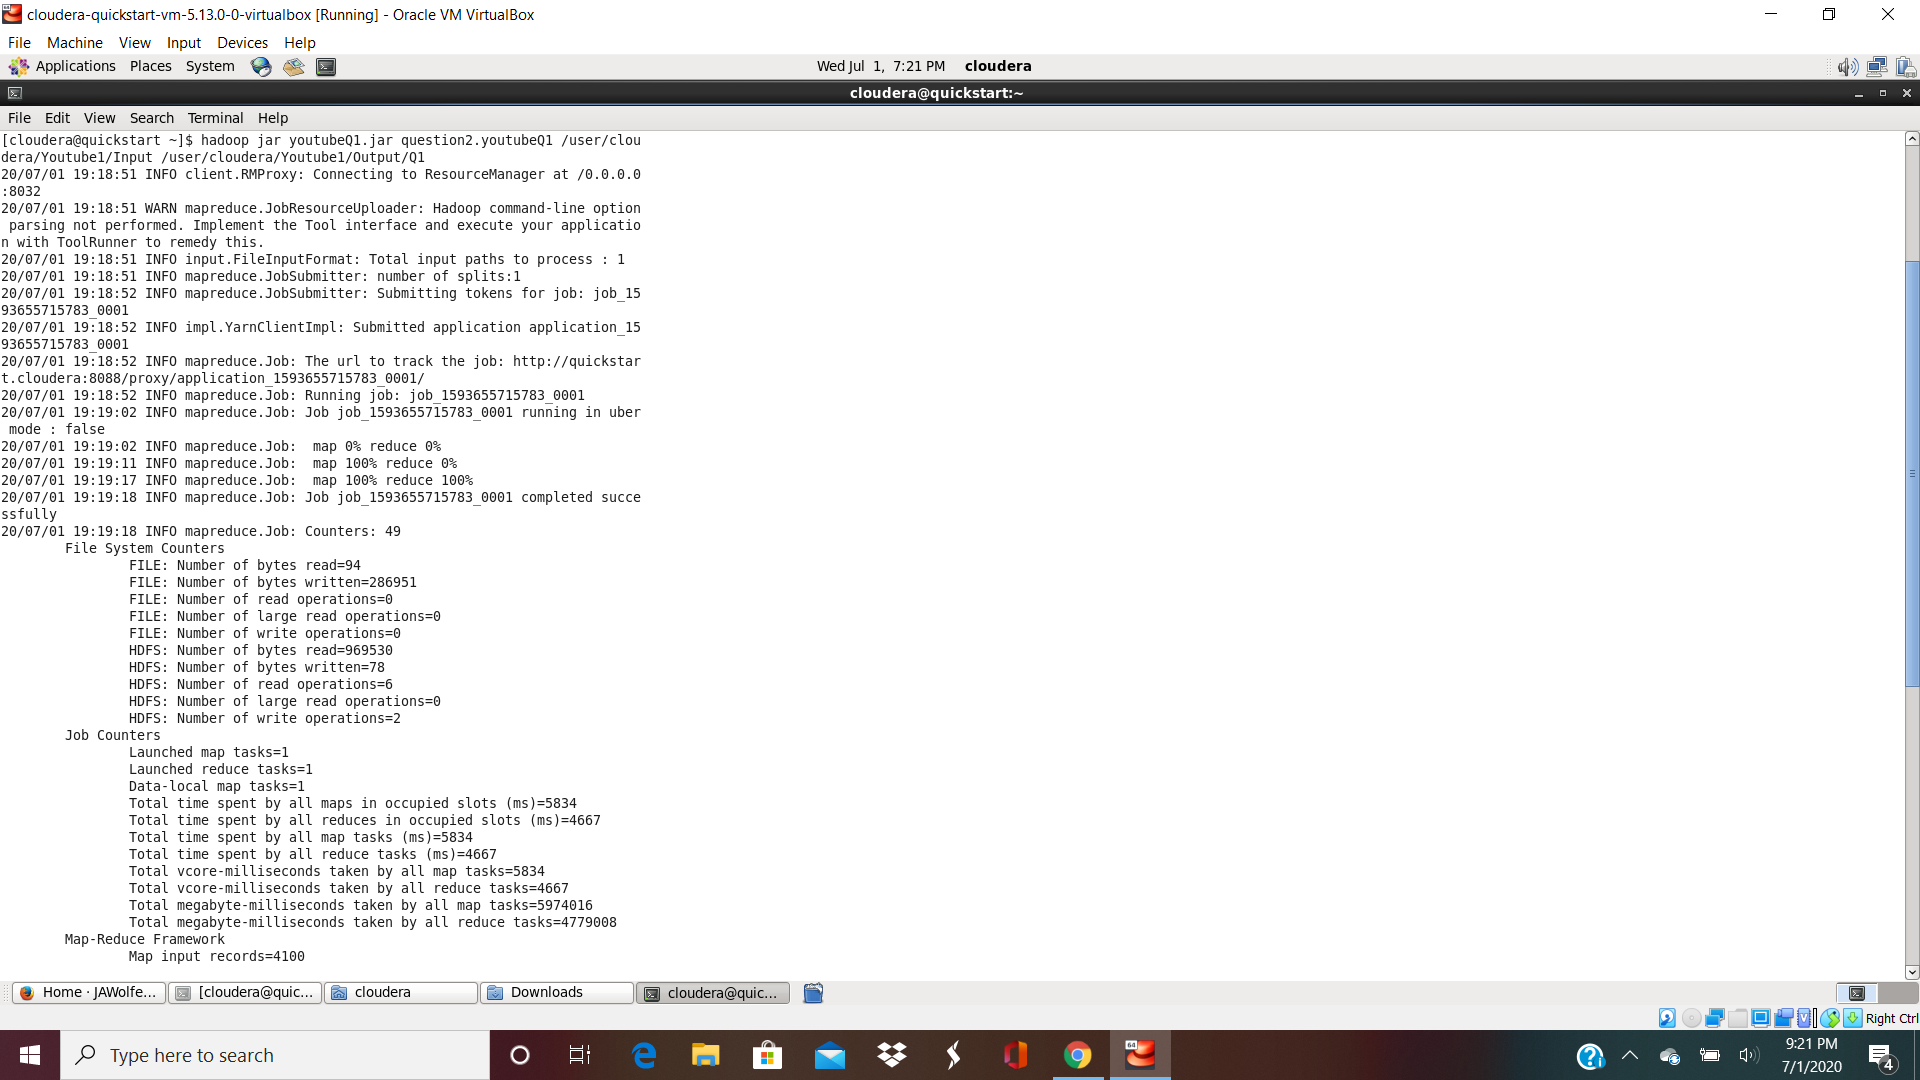 cloudera-quickstart-vm-5.13.0-0-virtualbox [Running] - Oracle VM VirtualBox
File Machine View Input Devices Help
Applications Places System Wed Jul 1, 7:21 PM cloudera
cloudera@quickstart:~
File Edit View Search Terminal Help
[cloudera@quickstart ~]$ hadoop jar youtubeQ1.jar question2.youtubeQ1 /user/clou
dera/Youtube1/Input /user/cloudera/Youtube1/Output/Q1
20/07/01 19:18:51 INFO client.RMProxy: Connecting to ResourceManager at /0.0.0.0
:8032
20/07/01 19:18:51 WARN mapreduce.JobResourceUploader: Hadoop command-line option
 parsing not performed. Implement the Tool interface and execute your applicatio
n with ToolRunner to remedy this.
20/07/01 19:18:51 INFO input.FileInputFormat: Total input paths to process : 1
20/07/01 19:18:51 INFO mapreduce.JobSubmitter: number of splits:1
20/07/01 19:18:52 INFO mapreduce.JobSubmitter: Submitting tokens for job: job_15
93655715783_0001
20/07/01 19:18:52 INFO impl.YarnClientImpl: Submitted application application_15
93655715783_0001
20/07/01 19:18:52 INFO mapreduce.Job: The url to track the job: http://quickstar
t.cloudera:8088/proxy/application_1593655715783_0001/
20/07/01 19:18:52 INFO mapreduce.Job: Running job: job_1593655715783_0001
20/07/01 19:19:02 INFO mapreduce.Job: Job job_1593655715783_0001 running in uber
 mode : false
20/07/01 19:19:02 INFO mapreduce.Job:  map 0% reduce 0%
20/07/01 19:19:11 INFO mapreduce.Job:  map 100% reduce 0%
20/07/01 19:19:17 INFO mapreduce.Job:  map 100% reduce 100%
20/07/01 19:19:18 INFO mapreduce.Job: Job job_1593655715783_0001 completed succe
ssfully
20/07/01 19:19:18 INFO mapreduce.Job: Counters: 49
File System Counters
FILE: Number of bytes read=94
FILE: Number of bytes written=286951
FILE: Number of read operations=0
FILE: Number of large read operations=0
FILE: Number of write operations=0
HDFS: Number of bytes read=969530
HDFS: Number of bytes written=78
HDFS: Number of read operations=6
HDFS: Number of large read operations=0
HDFS: Number of write operations=2
Job Counters
Launched map tasks=1
Launched reduce tasks=1
Data-local map tasks=1
Total time spent by all maps in occupied slots (ms)=5834
Total time spent by all reduces in occupied slots (ms)=4667
Total time spent by all map tasks (ms)=5834
Total time spent by all reduce tasks (ms)=4667
Total vcore-milliseconds taken by all map tasks=5834
Total vcore-milliseconds taken by all reduce tasks=4667
Total megabyte-milliseconds taken by all map tasks=5974016
Total megabyte-milliseconds taken by all reduce tasks=4779008
Map-Reduce Framework
Map input records=4100
Home · JAWolfe... [cloudera@quic... cloudera Downloads cloudera@quic...
Right Ctrl
Type here to search
9:21 PM
7/1/2020
4